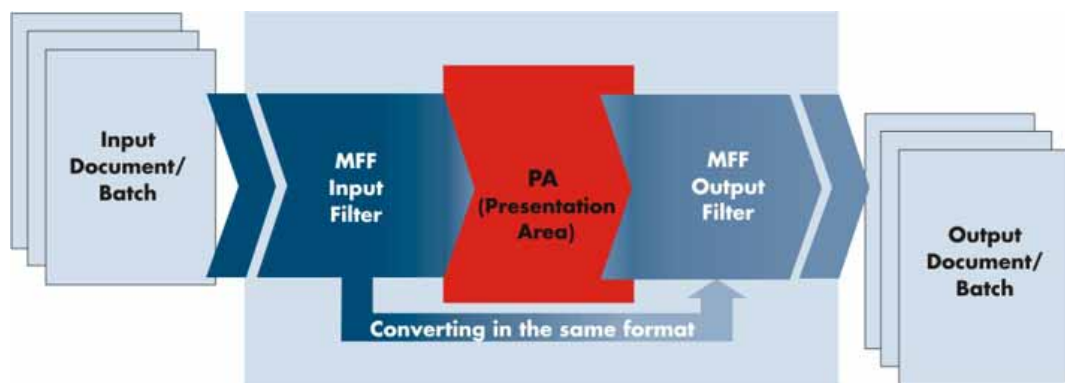 Input
Document/
Batch
MFF
Input
Filter
PA
(Presentation
Area)
MFF
Output
Filter
Output
Document/
Batch
Converting in the same format